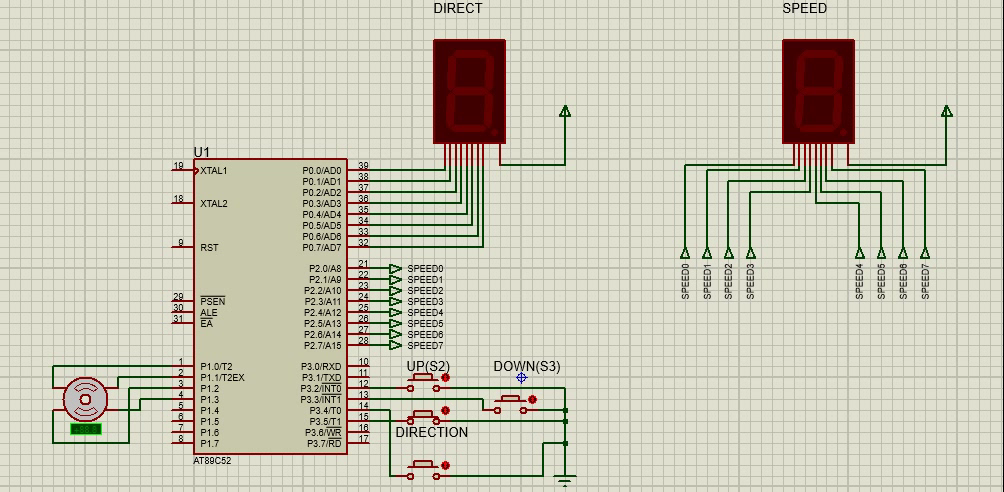 DIRECT
SPEED
U1
19 XTAL1
18 XTAL2
9 RST
29 PSEN
30 ALE
31 EA
1 P1.0/T2
2 P1.1/T2EX
3 P1.2
4 P1.3
5 P1.4
6 P1.5
7 P1.6
8 P1.7
P0.0/AD0 39
P0.1/AD1 38
P0.2/AD2 37
P0.3/AD3 36
P0.4/AD4 35
P0.5/AD5 34
P0.6/AD6 33
P0.7/AD7 32
P2.0/A8 21 SPEED0
P2.1/A9 22 SPEED1
P2.2/A10 23 SPEED2
P2.3/A11 24 SPEED3
P2.4/A12 25 SPEED4
P2.5/A13 26 SPEED5
P2.6/A14 27 SPEED6
P2.7/A15 28 SPEED7
P3.0/RXD 10
P3.1/TXD 11
P3.2/INT0 12
P3.3/INT1 13
P3.4/T0 14
P3.5/T1 15
P3.6/WR 16
P3.7/RD 17
AT89C52
UP(S2)
DOWN(S3)
DIRECTION
SPEED0
SPEED1
SPEED2
SPEED3
SPEED4
SPEED5
SPEED6
SPEED7